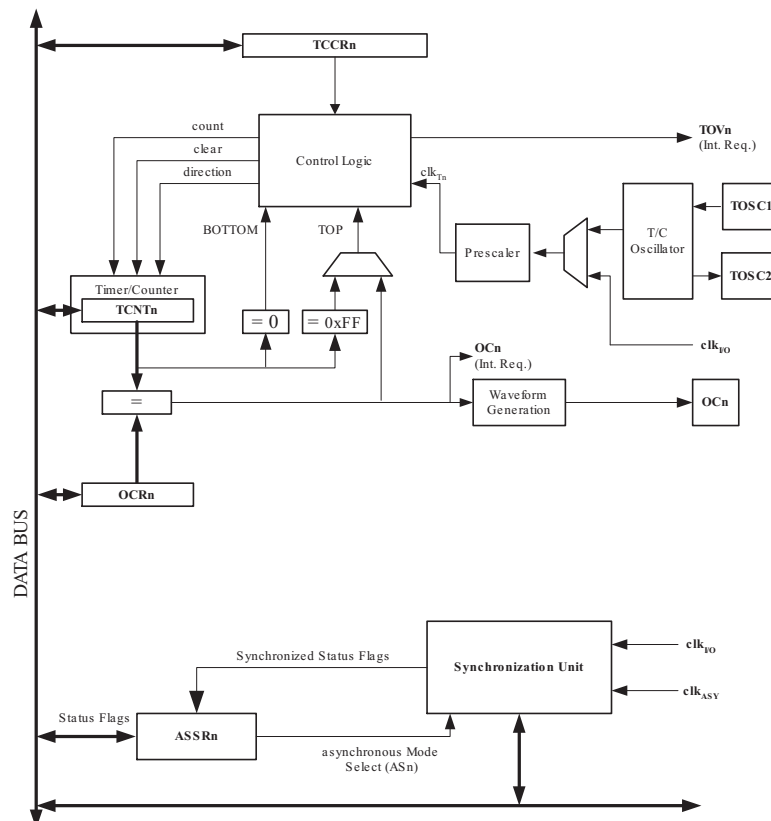 TCCRn
count
clear
direction
Control Logic
TOVn
(Int. Req.)
clkTn
BOTTOM
TOP
Prescaler
T/C
Oscillator
TOSC1
TOSC2
Timer/Counter
TCNTn
= 0
= 0xFF
clkI/O
OCn
(Int. Req.)
=
Waveform
Generation
OCn
OCRn
DATA BUS
Synchronized Status Flags
Synchronization Unit
clkI/O
clkASY
Status Flags
ASSRn
asynchronous Mode
Select (ASn)